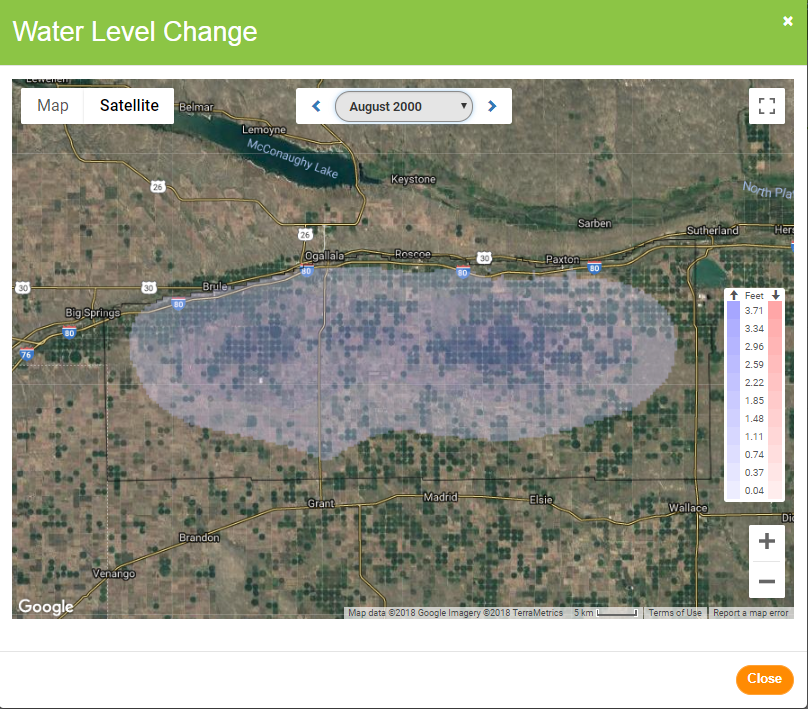 Water Level Change
×
Lewellen
Map
Satellite
Belmar
August 2000
Lemoyne
McConaughy Lake
Keystone
26
North Pla
Sarben
26
Sutherland
Hers
Ogallala
Roscoe
30
Paxton
80
80
80
30
30
Brule
80
Big Springs
80
76
Feet
3.71
3.34
2.96
2.59
2.22
1.85
1.48
1.11
0.74
0.37
0.04
Grant
Madrid
Elsie
Wallace
Dic
Brandon
Venango
+
−
Google
Map data ©2018 Google Imagery ©2018 TerraMetrics
5 km
Terms of Use
Report a map error
Close